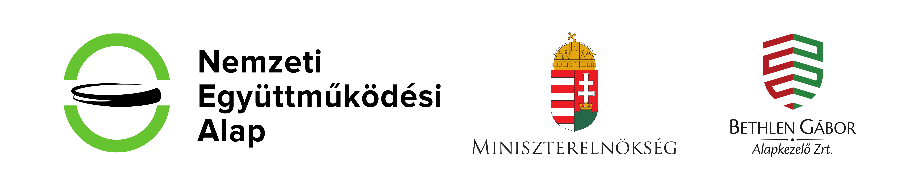 Nemzeti
Együttműködési
Alap
MINISZTERELNÖKSÉG
BETHLEN GÁBOR
Alapkezelő Zrt.